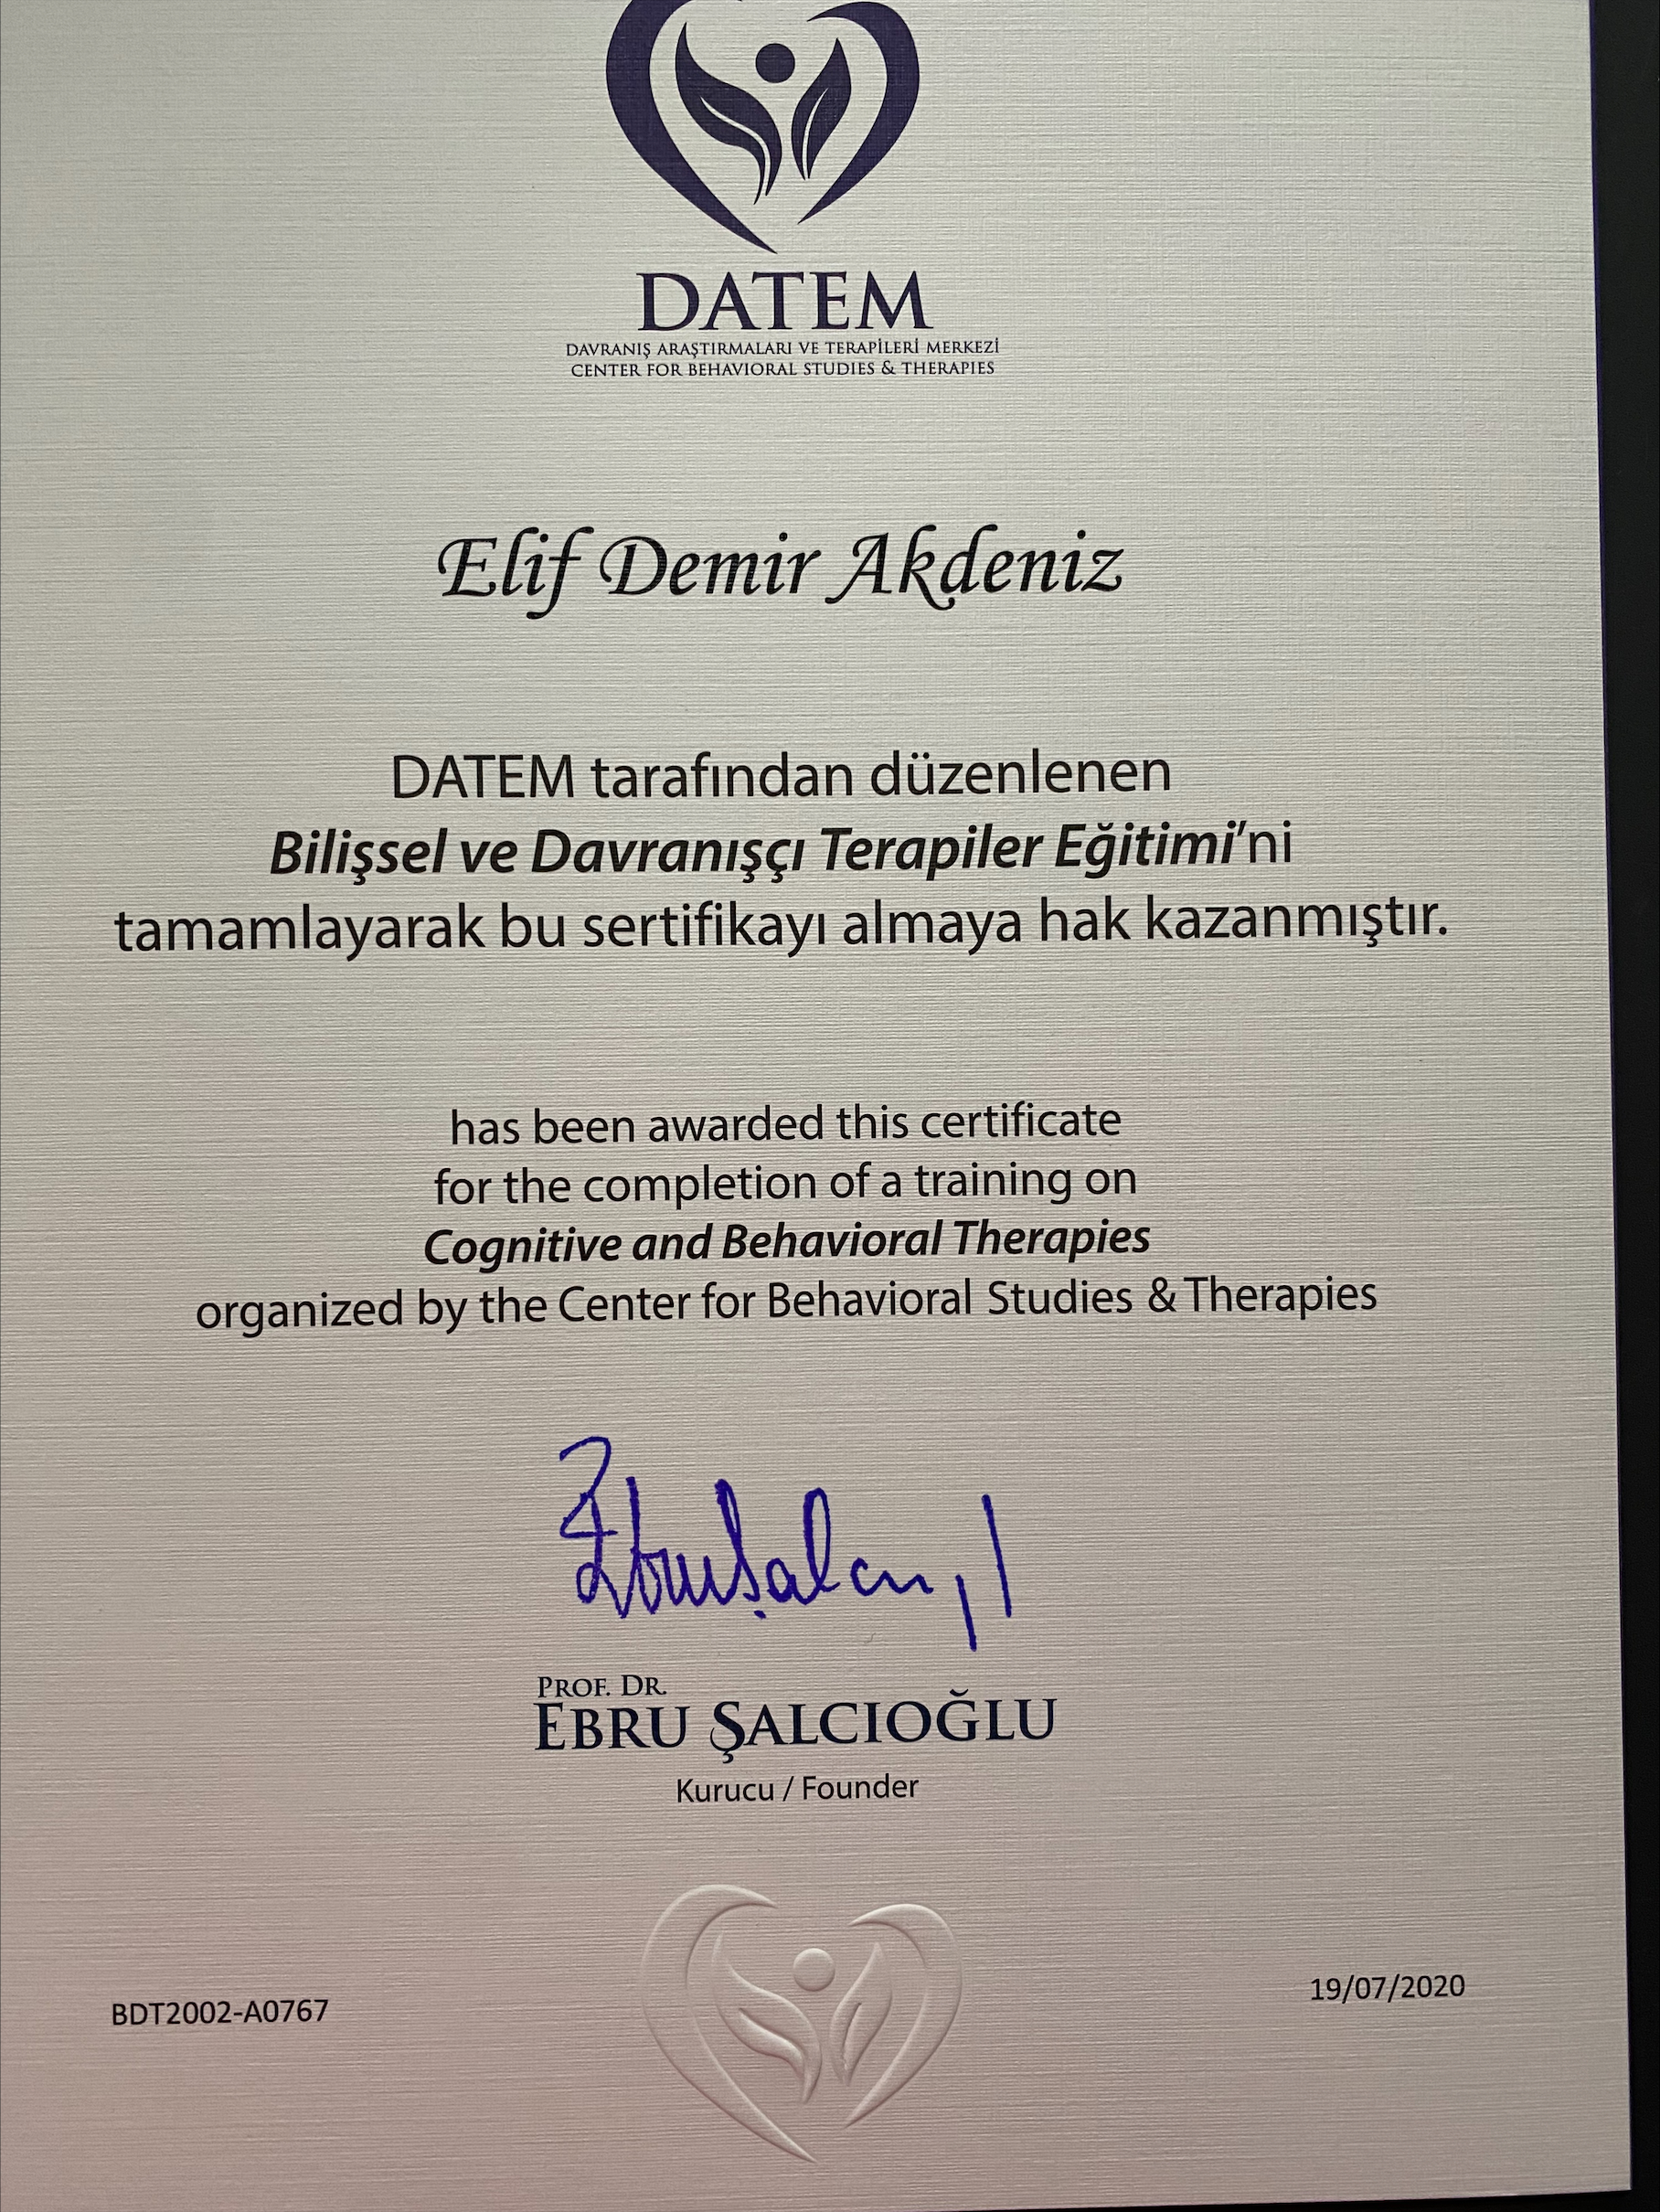 DATEM
DAVRANIŞ ARAŞTIRMALARI VE TERAPİLERİ MERKEZİ
CENTER FOR BEHAVIORAL STUDIES & THERAPIES
Elif Demir Akdeniz
DATEM tarafından düzenlenen
Bilişsel ve Davranışçı Terapiler Eğitimi'ni
tamamlayarak bu sertifikayı almaya hak kazanmıştır.
has been awarded this certificate
for the completion of a training on
Cognitive and Behavioral Therapies
organized by the Center for Behavioral Studies & Therapies
PROF. DR.
EBRU ŞALCIOĞLU
Kurucu / Founder
BDT2002-A0767
19/07/2020